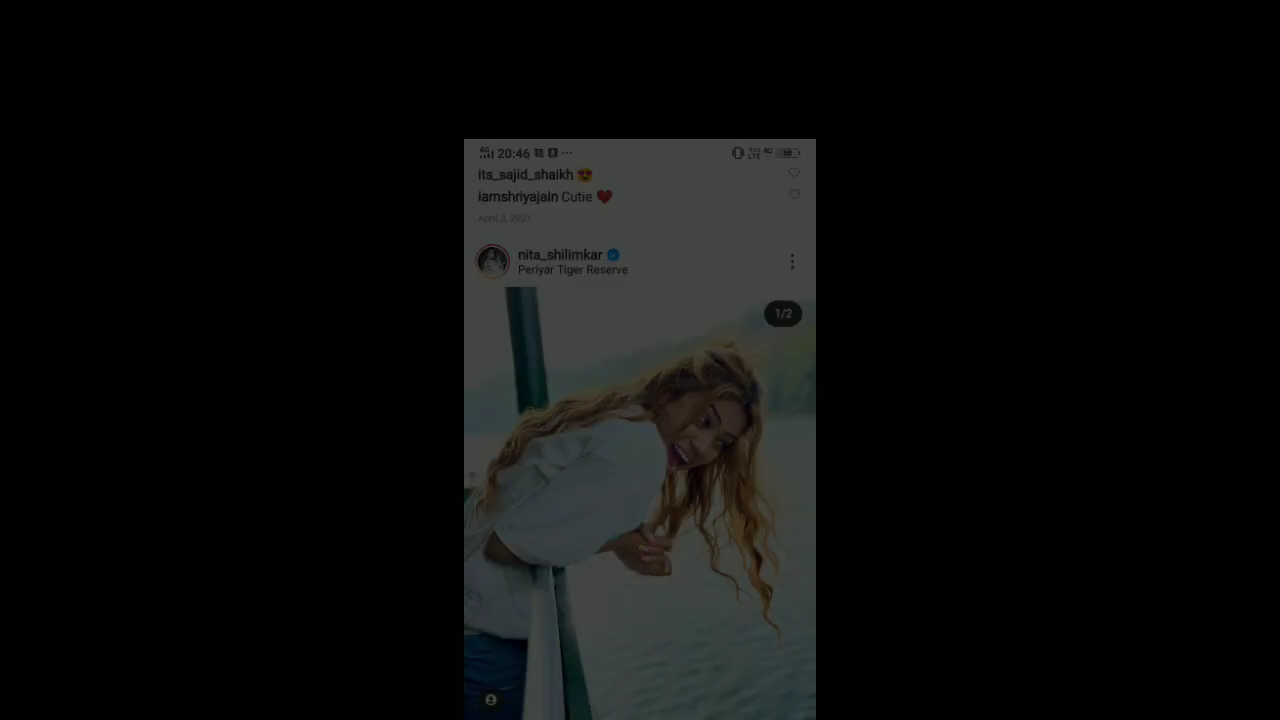 20:46
its_sajid_shaikh 😍
iamshriyajain Cutie ❤️
nita_shilimkar
Periyar Tiger Reserve
1/2